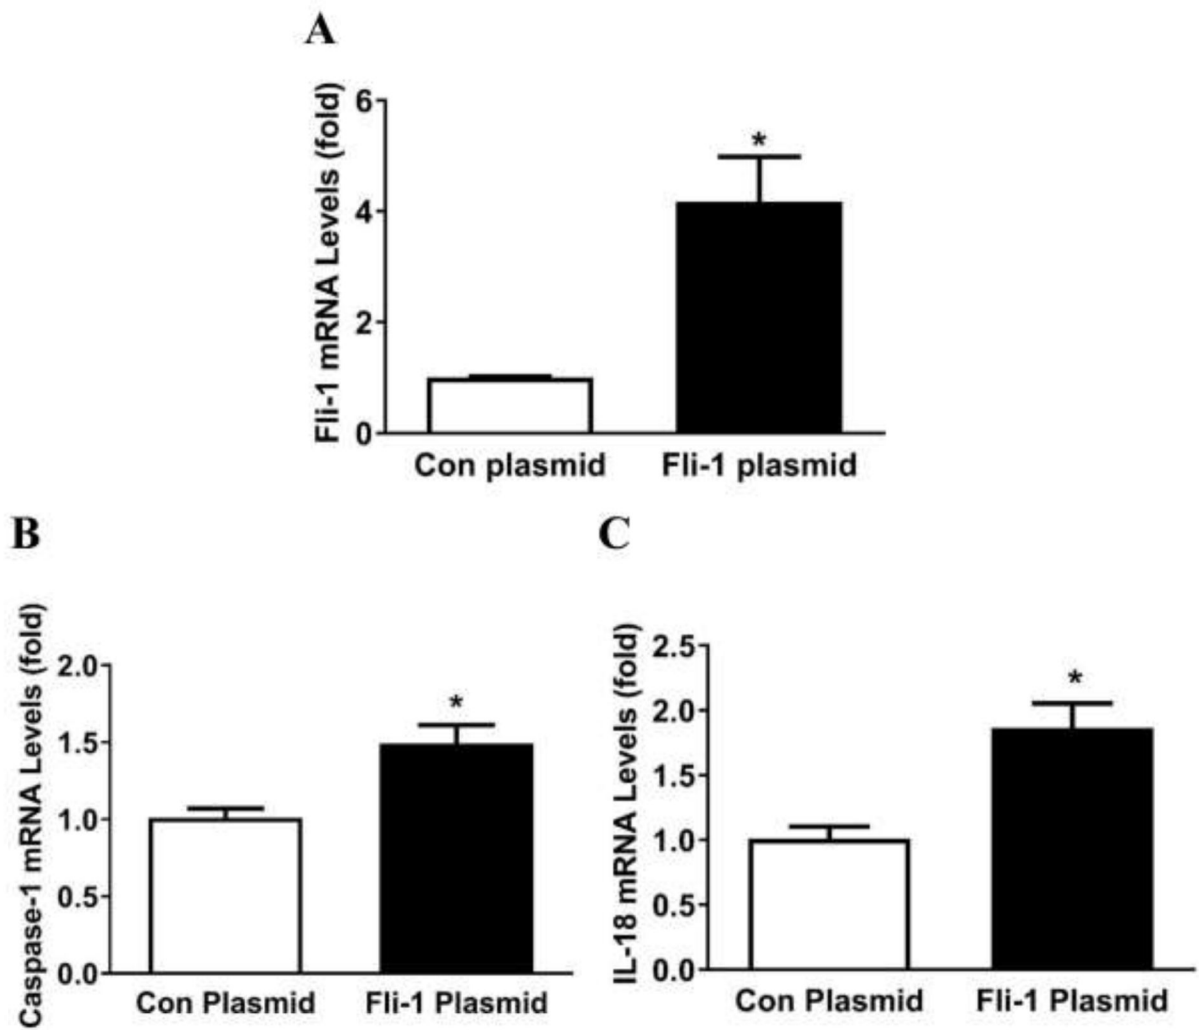 A
Fli-1 mRNA Levels (fold)
6
4
2
0
*
Con plasmid Fli-1 plasmid
B
Caspase-1 mRNA Levels (fold)
2.0
1.5
1.0
0.5
0.0
*
Con Plasmid Fli-1 Plasmid
C
IL-18 mRNA Levels (fold)
2.5
2.0
1.5
1.0
0.5
0.0
*
Con Plasmid Fli-1 Plasmid